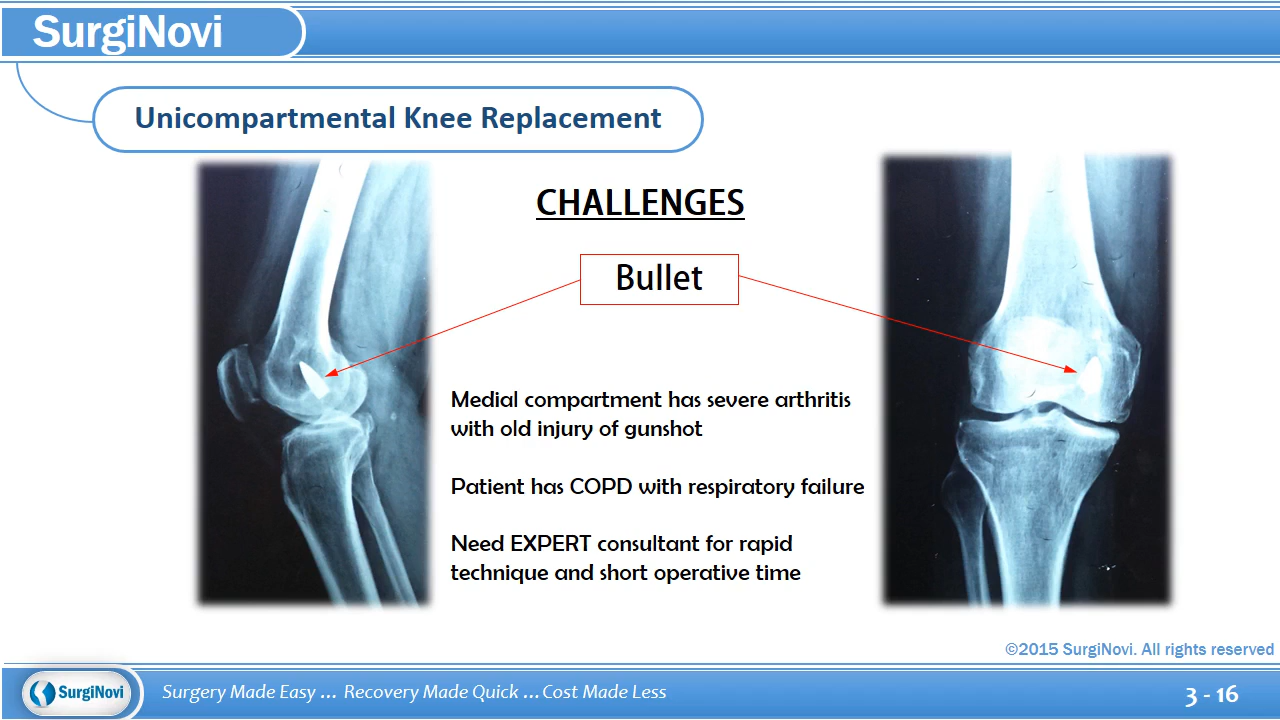 SurgiNovi
Unicompartmental Knee Replacement
CHALLENGES
Bullet
Medial compartment has severe arthritis
with old injury of gunshot
Patient has COPD with respiratory failure
Need EXPERT consultant for rapid
technique and short operative time
©2015 SurgiNovi. All rights reserved
SurgiNovi
Surgery Made Easy ... Recovery Made Quick ... Cost Made Less
3 - 16